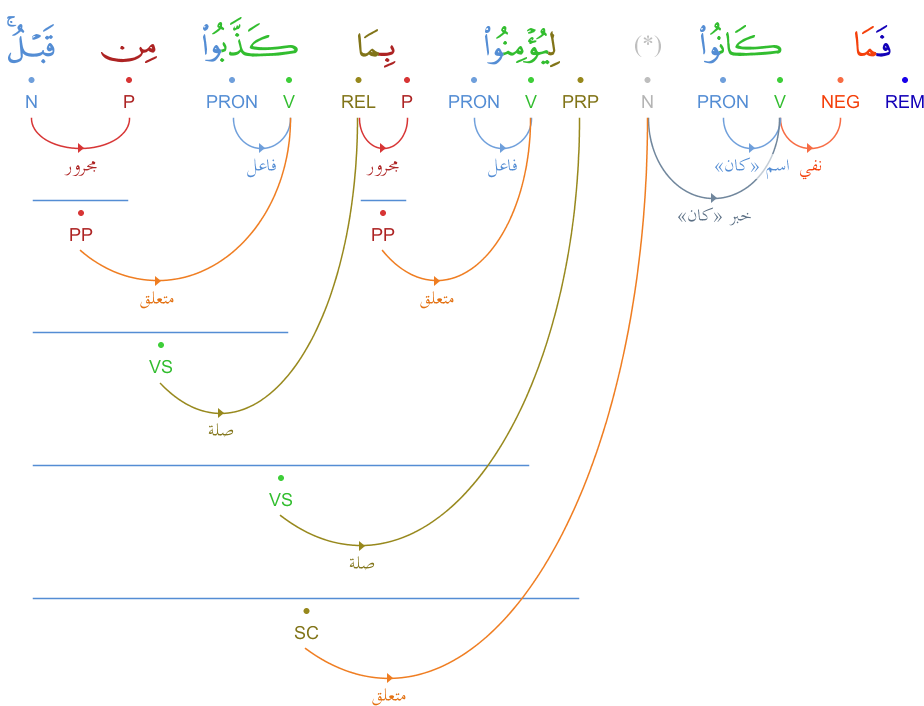 فَمَا كَانُوا۟ (*) لِيُؤْمِنُوا۟ بِمَا كَذَّبُوا۟ مِن قَبْلُ ۚ
REM NEG V PRON N PRP V PRON P REL V PRON P N
نفي اسم «كان» فاعل مجرور فاعل مجرور
خبر «كان»
PP PP
متعلق متعلق
VS
صلة
VS
صلة
SC
متعلق